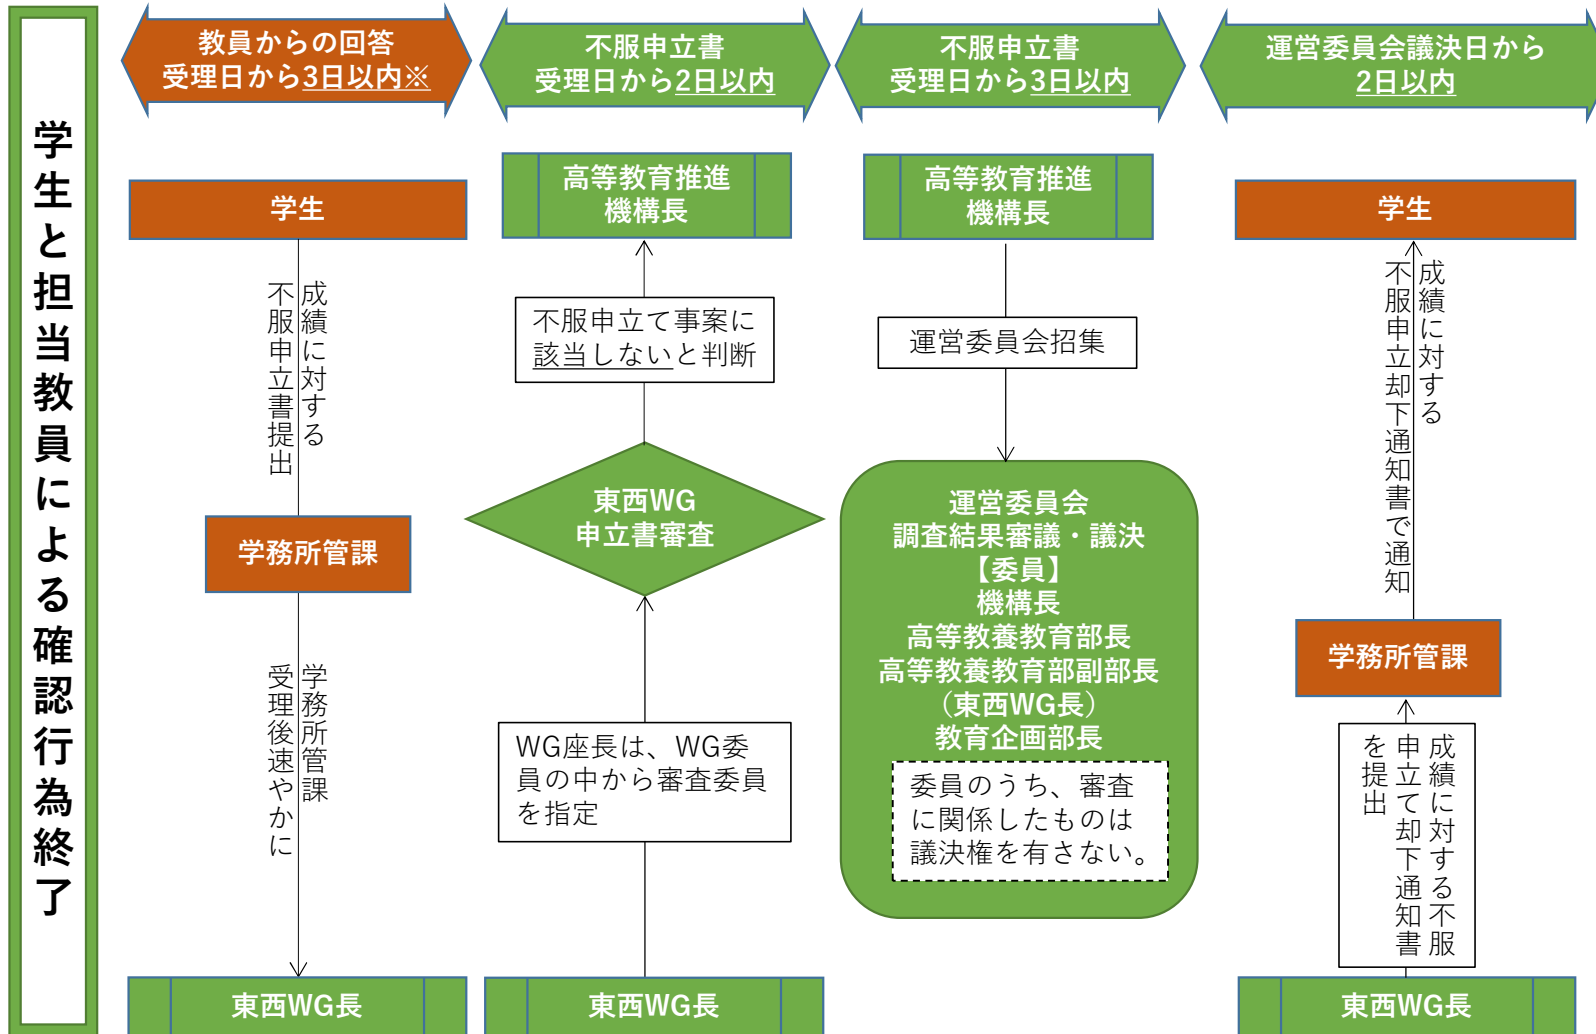 学生と担当教員による確認行為終了
教員からの回答
受理日から3日以内※
学生
成績に対する
不服申立書提出
学務所管課
学務所管課
受理後速やかに
東西WG長
不服申立書
受理日から2日以内
高等教育推進
機構長
不服申立て事案に
該当しないと判断
東西WG
申立書審査
WG座長は、WG委
員の中から審査委員
を指定
東西WG長
不服申立書
受理日から3日以内
高等教育推進
機構長
運営委員会招集
運営委員会
調査結果審議・議決
【委員】
機構長
高等教養教育部長
高等教養教育部副部長
（東西WG長）
教育企画部長
委員のうち、審査
に関係したものは
議決権を有さない。
運営委員会議決日から
2日以内
学生
成績に対する
不服申立却下通知書で通知
学務所管課
成績に対する不服
申立て却下通知書
を提出
東西WG長